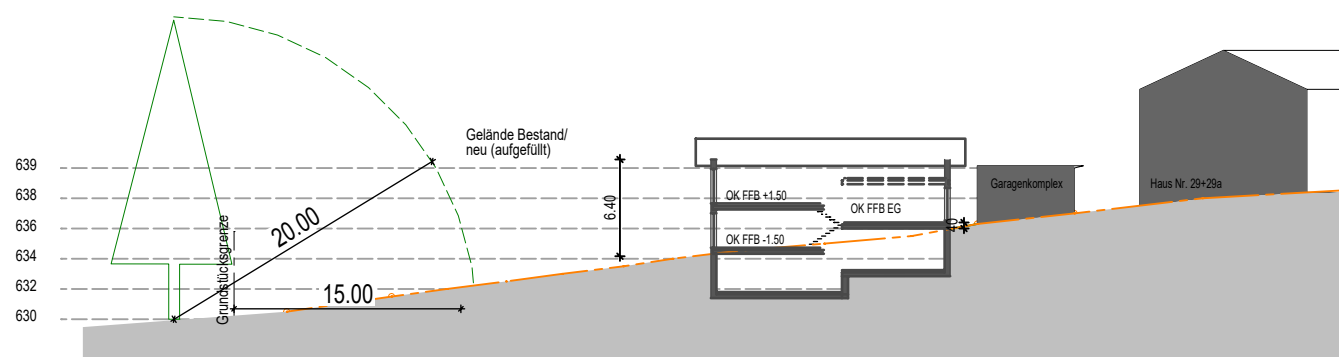 Gelände Bestand/
neu (aufgefüllt)
639
638
636
634
632
630
Grundstücksgrenze
20.00
15.00
6.40
OK FFB +1.50
OK FFB EG
OK FFB -1.50
40
Garagenkomplex
Haus Nr. 29+29a